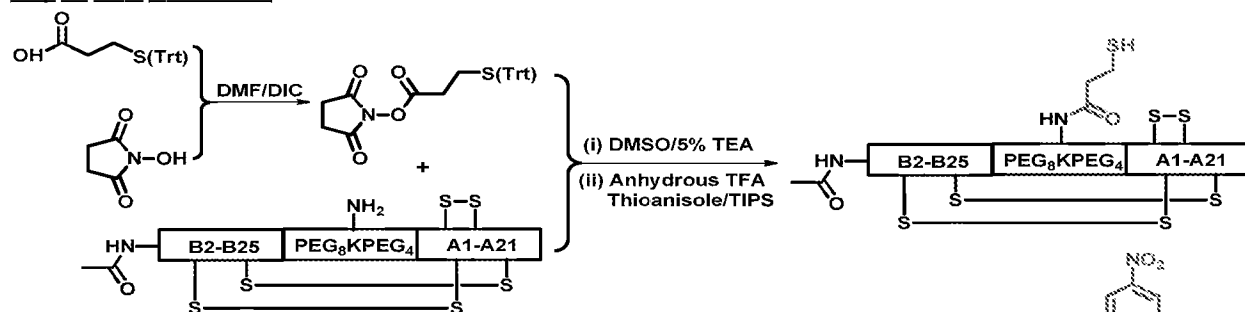 O
OH
S(Trt)
O
N-OH
O
DMF/DIC
O
N-O
O
O
S(Trt)
+
NH₂
S-S
HN
B2-B25
PEG₈KPEG₄
A1-A21
O
S
S
S
S
(i) DMSO/5% TEA
(ii) Anhydrous TFA
Thioanisole/TIPS
SH
HN
O
S-S
HN
B2-B25
PEG₈KPEG₄
A1-A21
O
S
S
S
S
NO₂